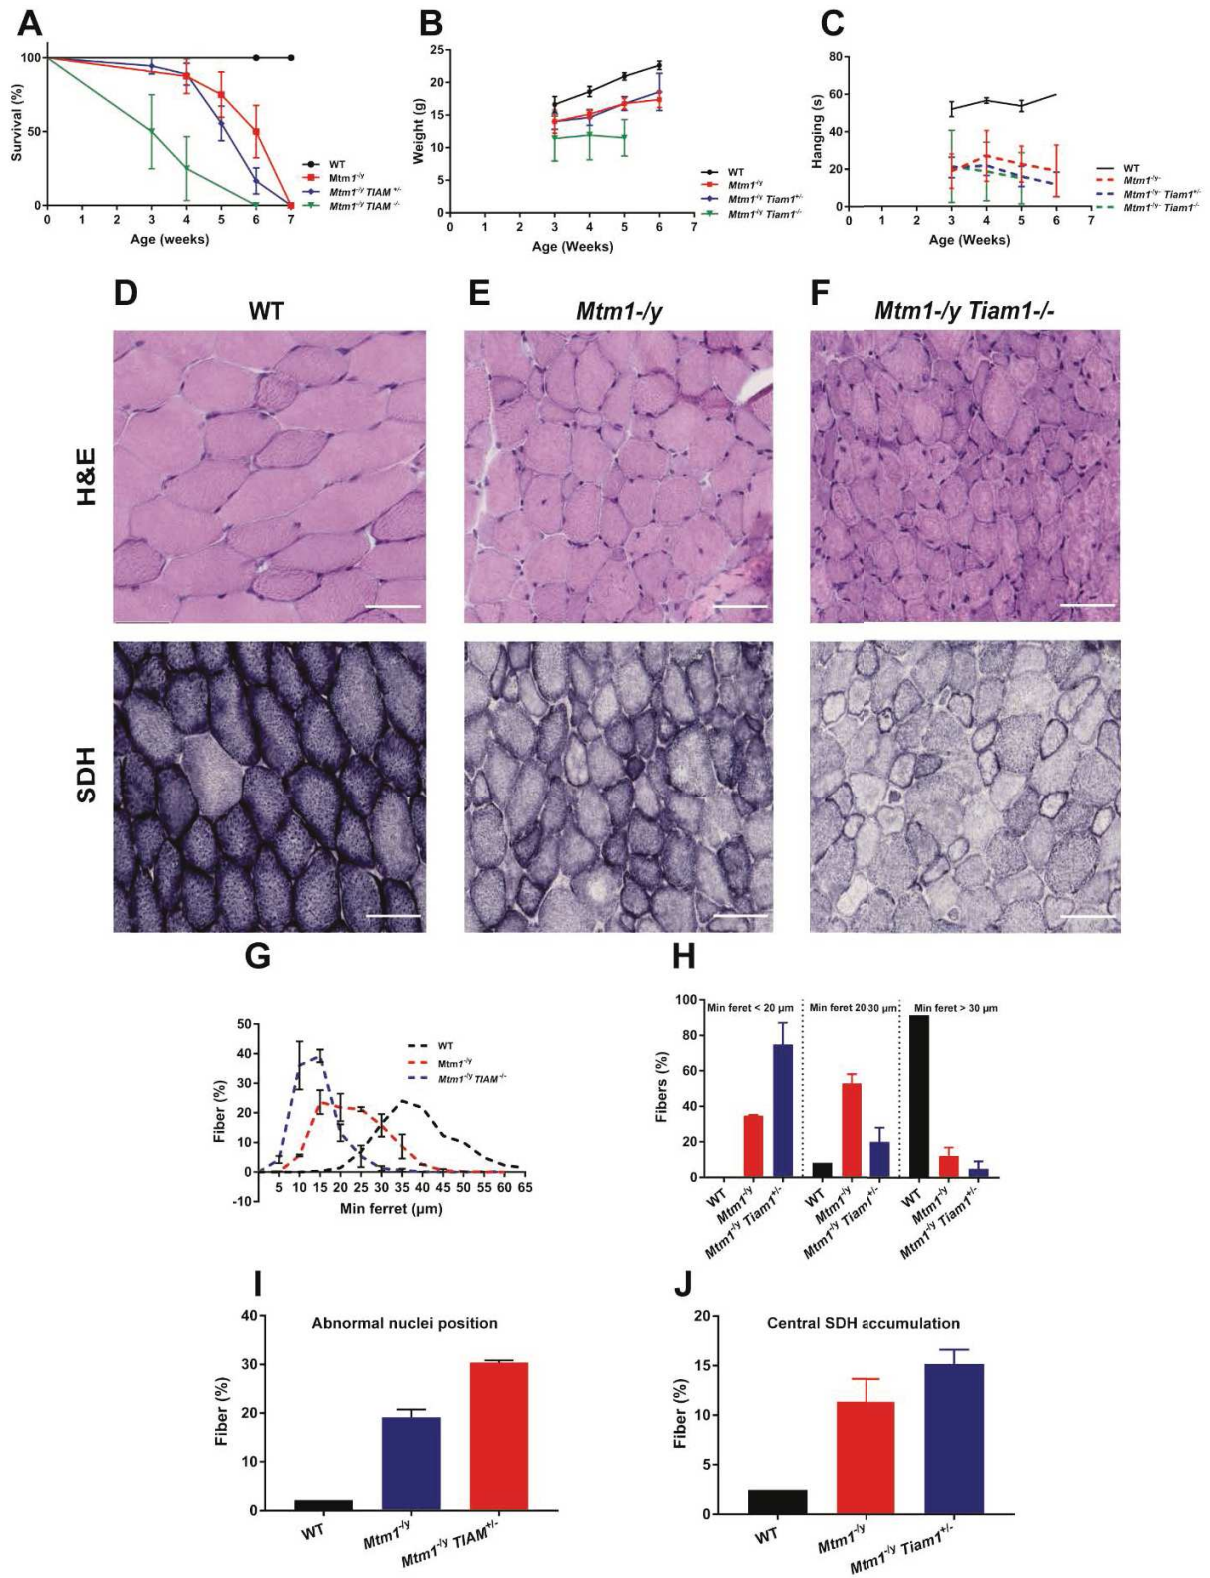 A
B
C
100
50
0
Survival (%)
0 1 2 3 4 5 6 7
Age (weeks)
WT
Mtm1-/y
Mtm1-/y TIAM+/-
Mtm1-/y TIAM-/-
25
20
15
10
5
0
Weight (g)
0 1 2 3 4 5 6 7
Age (Weeks)
WT
Mtm1-/y
Mtm1-/y Tiam1+/-
Mtm1-/y Tiam1-/-
80
60
40
20
0
Hanging (s)
0 1 2 3 4 5 6 7
Age (Weeks)
WT
Mtm1-/y-
Mtm1-/y- Tiam1+/-
Mtm1-/y- Tiam1-/-
D
E
F
WT
Mtm1-/y
Mtm1-/y Tiam1-/-
H&E
SDH
G
H
50
40
30
20
10
0
-10
Fiber (%)
5 10 15 20 25 30 35 40 45 50 55 60 65
Min ferret (µm)
WT
Mtm1-/y
Mtm1-/y TIAM-/-
100
80
60
40
20
0
Fibers (%)
Min feret < 20 µm
Min feret 2030 µm
Min feret > 30 µm
WT
Mtm1-/y
Mtm1-/y Tiam1+/-
WT
Mtm1-/y
Mtm1-/y Tiam1+/-
WT
Mtm1-/y
Mtm1-/y Tiam1+/-
I
J
40
30
20
10
0
Fiber (%)
Abnormal nuclei position
WT
Mtm1-/y
Mtm1-/y TIAM+/-
20
15
10
5
0
Fiber (%)
Central SDH accumulation
WT
Mtm1-/y
Mtm1-/y Tiam1+/-